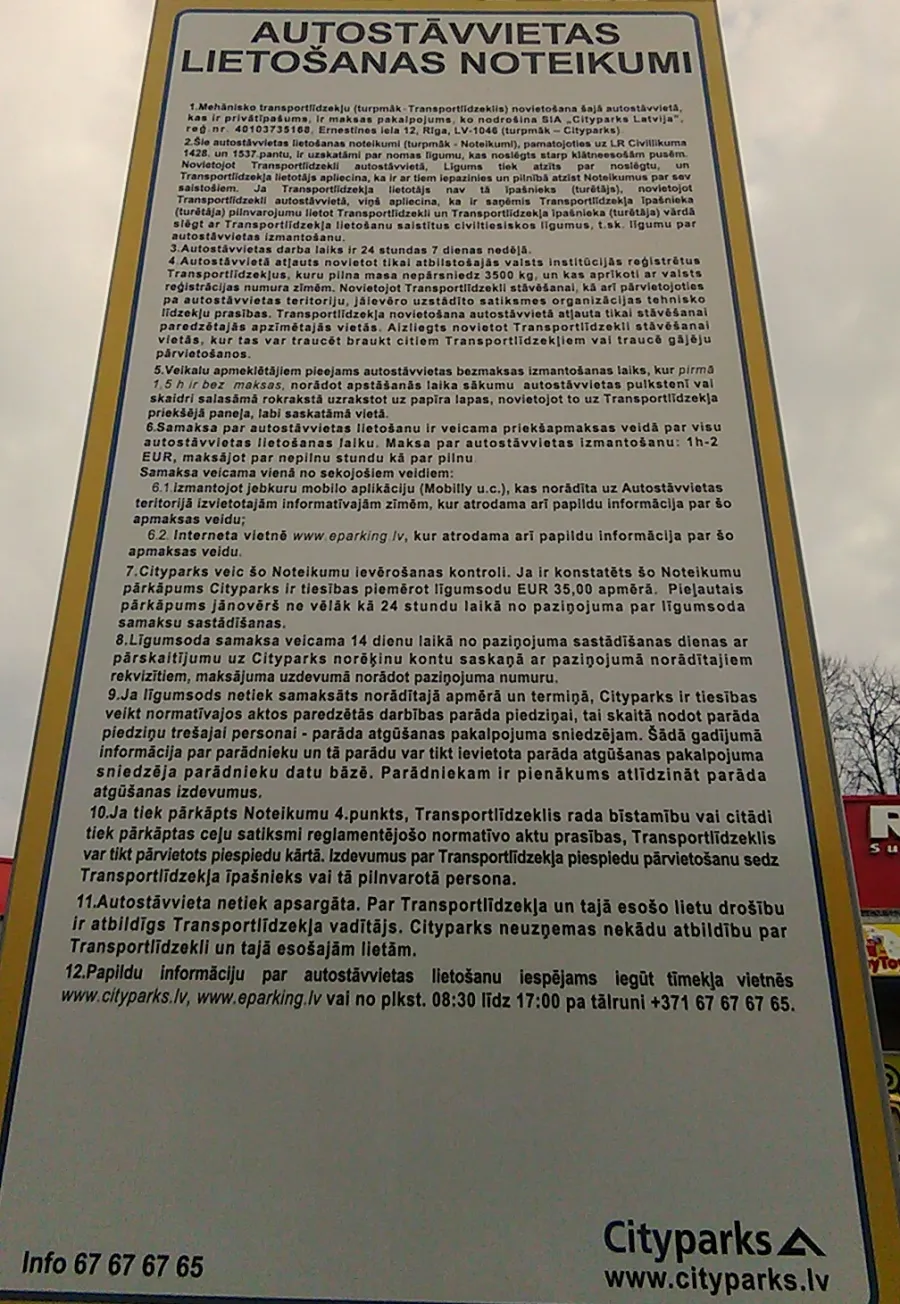 AUTOSTĀVVIETAS
LIETOŠANAS NOTEIKUMI
1.Mehānisko transportlīdzekļu (turpmāk -Transportlīdzeklis) novietošana šajā autostāvvietā,
kas ir privātīpašums, ir maksas pakalpojums, ko nodrošina SIA „Cityparks Latvija",
reģ nr. 40103735168, Ernestīnes iela 12, Rīga, LV-1046 (turpmāk – Cityparks)
2.Šie autostāvvietas lietošanas noteikumi (turpmāk - Noteikumi), pamatojoties uz LR Civillikuma
1428. un 1537.pantu, ir uzskatāmi par nomas līgumu, kas noslēgts starp klātneesošām pusēm.
Novietojot Transportlīdzekli autostāvvietā, Līgums tiek atzīts par noslēgtu, un
Transportlīdzekļa lietotājs apliecina, ka ir ar tiem iepazinies un pilnībā atzīst Noteikumus par sev
saistošiem. Ja Transportlīdzekļa lietotājs nav tā īpašnieks (turētājs), novietojot
Transportlīdzekli autostāvvietā, viņš apliecina, ka ir saņēmis Transportlīdzekļa īpašnieka
(turētāja) pilnvarojumu lietot Transportlīdzekli un Transportlīdzekļa īpašnieka (turētāja) vārdā
slēgt ar Transportlīdzekļa lietošanu saistītus civiltiesiskos līgumus, t.sk. līgumu par
autostāvvietas izmantošanu.
3.Autostāvvietas darba laiks ir 24 stundas 7 dienas nedēļā.
4.Autostāvvietā atļauts novietot tikai atbilstošajās valsts institūcijās reģistrētus
Transportlīdzekļus, kuru pilna masa nepārsniedz 3500 kg, un kas aprīkoti ar valsts
reģistrācijas numura zīmēm. Novietojot Transportlīdzekli stāvēšanai, kā arī pārvietojoties
pa autostāvvietas teritoriju, jāievēro uzstādīto satiksmes organizācijas tehnisko
līdzekļu prasības. Transportlīdzekļa novietošana autostāvvietā atļauta tikai stāvēšanai
paredzētajās apzīmētajās vietās. Aizliegts novietot Transportlīdzekli stāvēšanai
vietās, kur tas var traucēt braukt citiem Transportlīdzekļiem vai traucē gājēju
pārvietošanos.
5.Veikalu apmeklētājiem pieejams autostāvvietas bezmaksas izmantošanas laiks, kur pirmā
1,5 h ir bez maksas, norādot apstāšanās laika sākumu autostāvvietas pulkstenī vai
skaidri salasāmā rokrakstā uzrakstot uz papīra lapas, novietojot to uz Transportlīdzekļa
priekšējā paneļa, labi saskatāmā vietā.
6.Samaksa par autostāvvietas lietošanu ir veicama priekšapmaksas veidā par visu
autostāvvietas lietošanas laiku. Maksa par autostāvvietas izmantošanu: 1h-2
EUR, maksājot par nepilnu stundu kā par pilnu
Samaksa veicama vienā no sekojošiem veidiem:
6.1.Izmantojot jebkuru mobilo aplikāciju (Mobilly u.c.), kas norādīta uz Autostāvvietas
teritorijā izvietotajām informatīvajām zīmēm, kur atrodama arī papildu informācija par šo
apmaksas veidu;
6.2. Interneta vietnē www.eparking.lv, kur atrodama arī papildu informācija par šo
apmaksas veidu.
7.Cityparks veic šo Noteikumu ievērošanas kontroli. Ja ir konstatēts šo Noteikumu
pārkāpums Cityparks ir tiesības piemērot līgumsodu EUR 35,00 apmērā. Pieļautais
pārkāpums jānovērš ne vēlāk kā 24 stundu laikā no paziņojuma par līgumsoda
samaksu sastādīšanas.
8.Līgumsoda samaksa veicama 14 dienu laikā no paziņojuma sastādīšanas dienas ar
pārskaitījumu uz Cityparks norēķinu kontu saskaņā ar paziņojumā norādītajiem
rekvizītiem, maksājuma uzdevumā norādot paziņojuma numuru.
9.Ja līgumsods netiek samaksāts norādītajā apmērā un termiņā, Cityparks ir tiesības
veikt normatīvajos aktos paredzētās darbības parāda piedziņai, tai skaitā nodot parāda
piedziņu trešajai personai - parāda atgūšanas pakalpojuma sniedzējam. Šādā gadījumā
informācija par parādnieku un tā parādu var tikt ievietota parāda atgūšanas pakalpojuma
sniedzēja parādnieku datu bāzē. Parādniekam ir pienākums atlīdzināt parāda
atgūšanas izdevumus.
10.Ja tiek pārkāpts Noteikumu 4.punkts, Transportlīdzeklis rada bīstamību vai citādi
tiek pārkāptas ceļu satiksmi reglamentējošo normatīvo aktu prasības, Transportlīdzeklis
var tikt pārvietots piespiedu kārtā. Izdevumus par Transportlīdzekļa piespiedu pārvietošanu sedz
Transportlīdzekļa īpašnieks vai tā pilnvarotā persona.
11.Autostāvvieta netiek apsargāta. Par Transportlīdzekļa un tajā esošo lietu drošību
ir atbildīgs Transportlīdzekļa vadītājs. Cityparks neuzņemas nekādu atbildību par
Transportlīdzekli un tajā esošajām lietām.
12.Papildu informāciju par autostāvvietas lietošanu iespējams iegūt tīmekļa vietnēs
www.cityparks.lv, www.eparking.lv vai no plkst. 08:30 līdz 17:00 pa tālruni +371 67 67 67 65.
Info 67 67 67 65
Cityparks
www.cityparks.lv